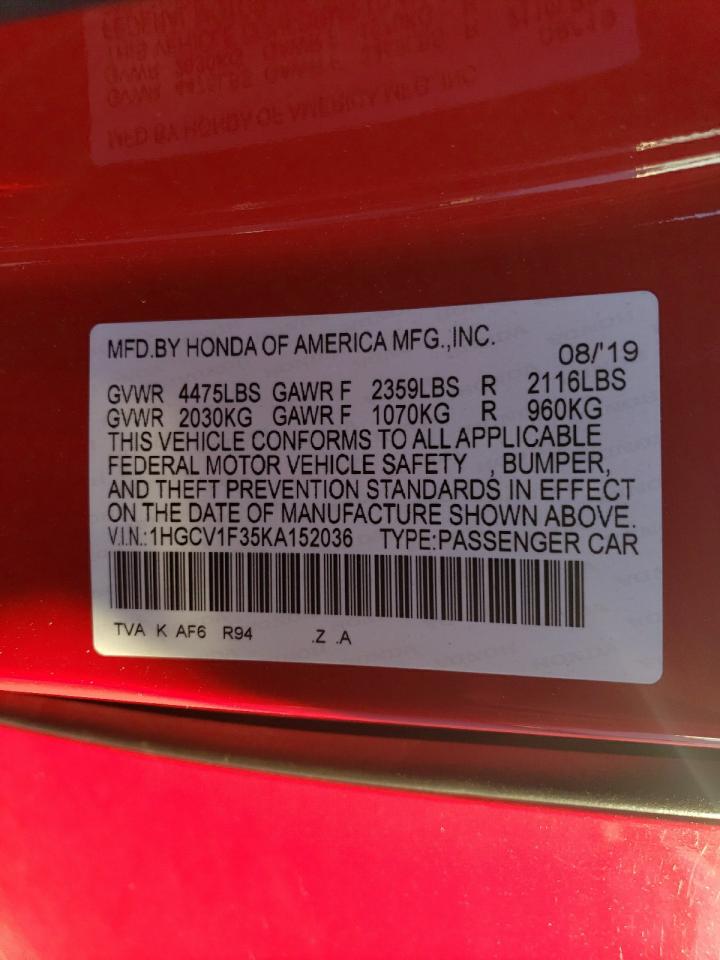 MFD.BY HONDA OF AMERICA MFG.,INC. 08/'19
GVWR 4475LBS GAWR F 2359LBS R 2116LBS
GVWR 2030KG GAWR F 1070KG R 960KG
THIS VEHICLE CONFORMS TO ALL APPLICABLE
FEDERAL MOTOR VEHICLE SAFETY , BUMPER,
AND THEFT PREVENTION STANDARDS IN EFFECT
ON THE DATE OF MANUFACTURE SHOWN ABOVE.
V.I.N.:1HGCV1F35KA152036 TYPE:PASSENGER CAR
TVA K AF6 R94 .Z .A